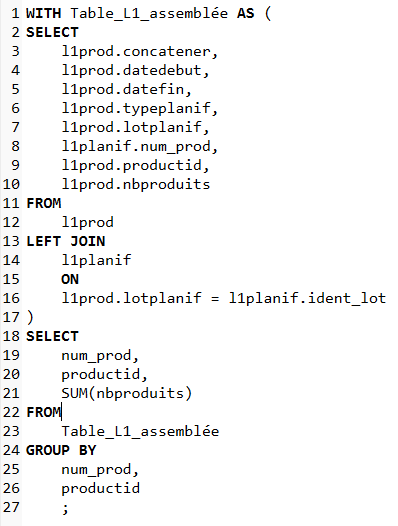 1 WITH Table_L1_assemblée AS (
2 SELECT
3     l1prod.concatener,
4     l1prod.datedebut,
5     l1prod.datefin,
6     l1prod.typeplanif,
7     l1prod.lotplanif,
8     l1planif.num_prod,
9     l1prod.productid,
10     l1prod.nbproduits
11 FROM
12     l1prod
13 LEFT JOIN
14     l1planif
15     ON
16     l1prod.lotplanif = l1planif.ident_lot
17 )
18 SELECT
19     num_prod,
20     productid,
21     SUM(nbproduits)
22 FROM
23     Table_L1_assemblée
24 GROUP BY
25     num_prod,
26     productid
27     ;